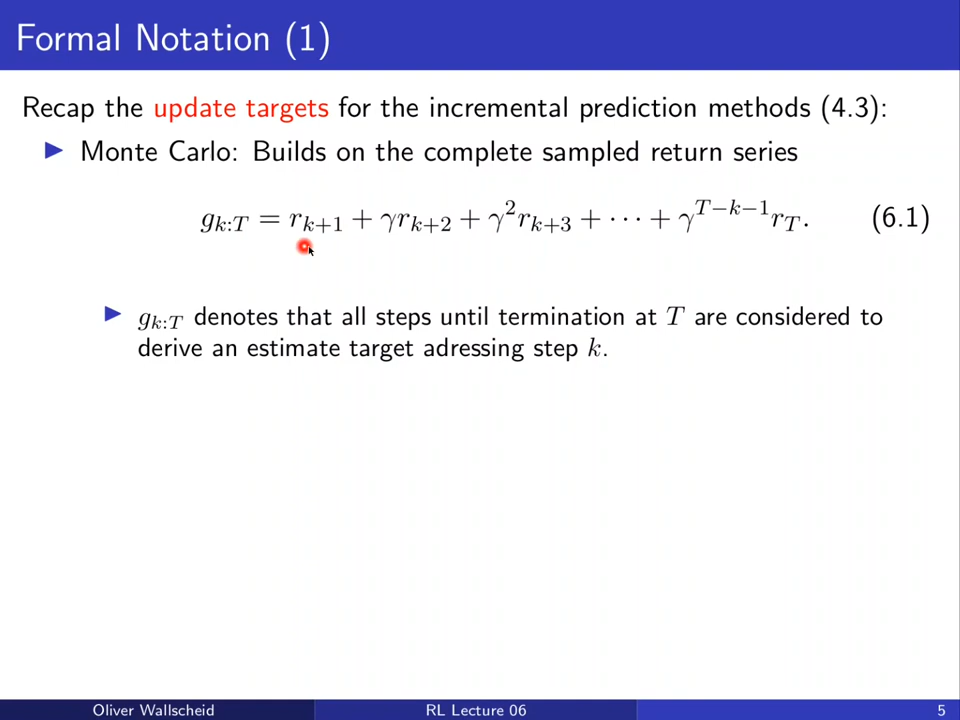 Formal Notation (1)
Recap the update targets for the incremental prediction methods (4.3):
▶ Monte Carlo: Builds on the complete sampled return series
g_{k:T} = r_{k+1} + γr_{k+2} + γ^2 r_{k+3} + ··· + γ^{T−k−1} r_T. (6.1)
▶ g_{k:T} denotes that all steps until termination at T are considered to
derive an estimate target adressing step k.
Oliver Wallscheid RL Lecture 06 5